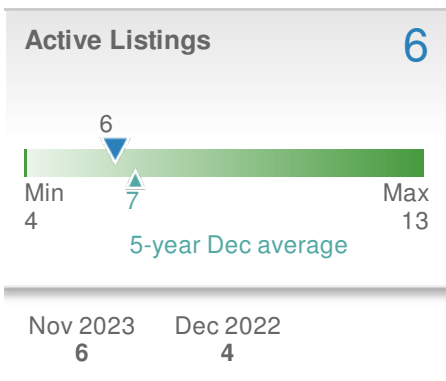 Active Listings 6
6
Min Max
4 7 13
5-year Dec average
Nov 2023 Dec 2022
6 4